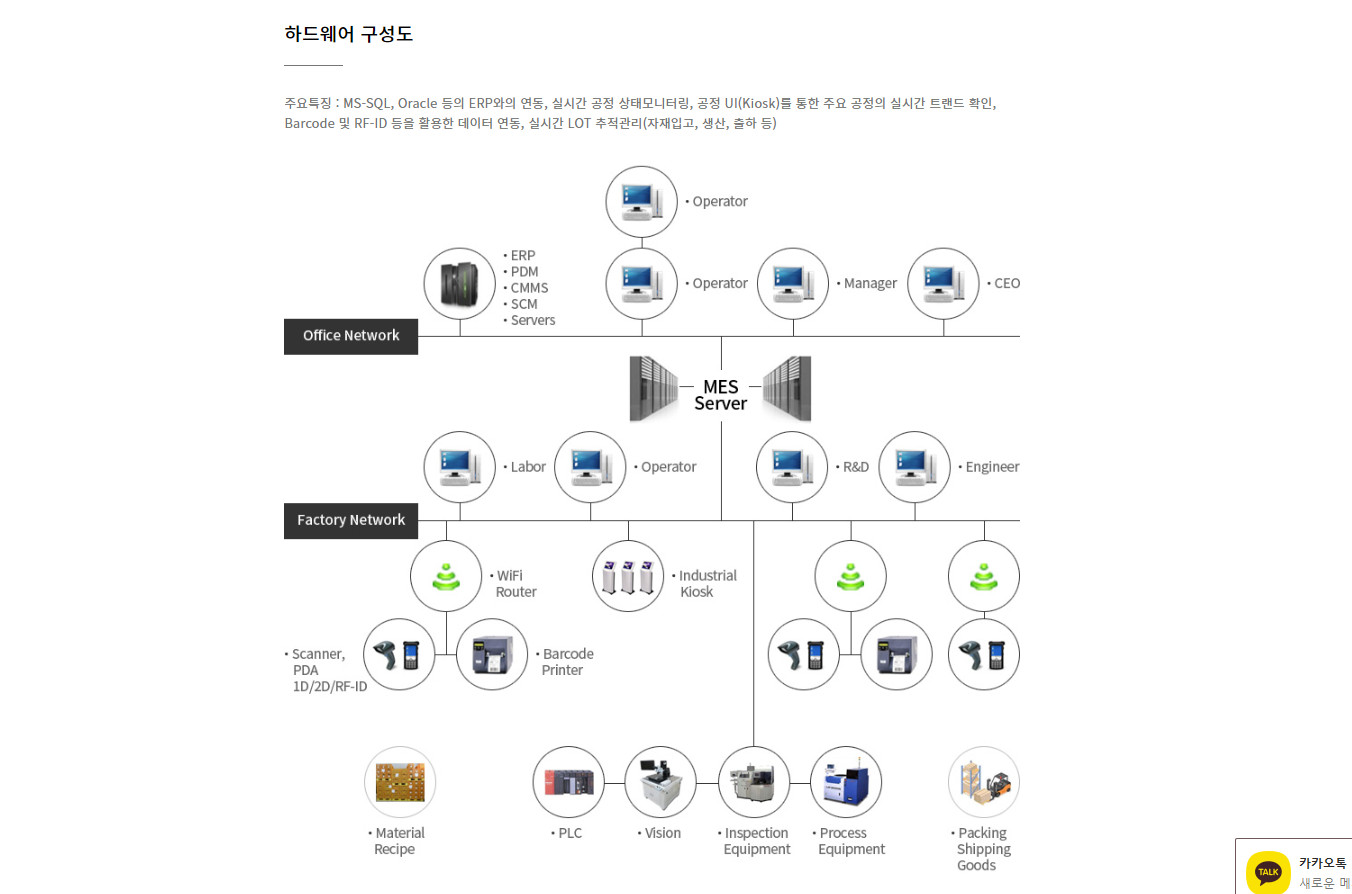 하드웨어 구성도
주요특징 : MS-SQL, Oracle 등의 ERP와의 연동, 실시간 공정 상태모니터링, 공정 UI(Kiosk)를 통한 주요 공정의 실시간 트랜드 확인,
Barcode 및 RF-ID 등을 활용한 데이터 연동, 실시간 LOT 추적관리(자재입고, 생산, 출하 등)
• Operator
• ERP
• PDM
• CMMS
• SCM
• Servers
• Operator
• Manager
• CEO
Office Network
MES
Server
• Labor
• Operator
• R&D
• Engineer
Factory Network
• WiFi
Router
• Industrial
Kiosk
• Scanner,
PDA
1D/2D/RF-ID
• Barcode
Printer
• Material
Recipe
• PLC
• Vision
• Inspection
Equipment
• Process
Equipment
• Packing
Shipping
Goods
TALK
카카오톡
새로운 메